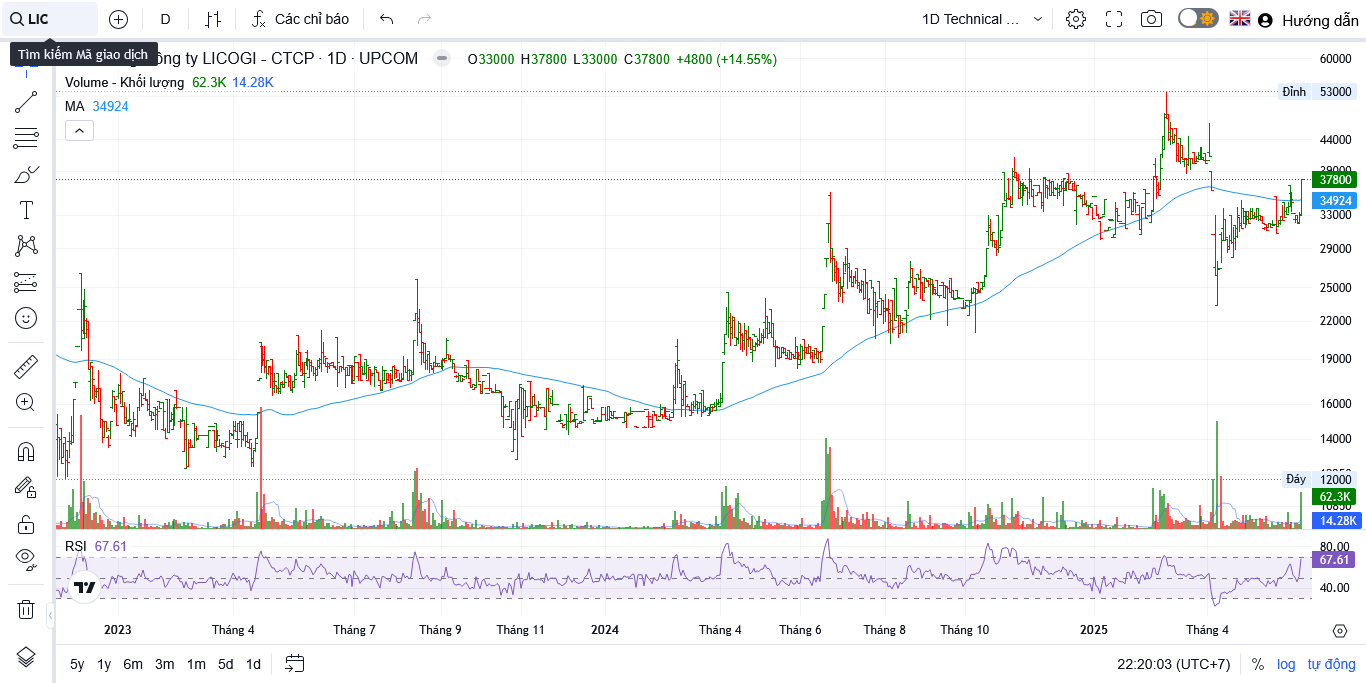 LIC
D
Các chỉ báo
1D Technical ...
Hướng dẫn
Tìm kiếm Mã giao dịch
ông ty LICOGI - CTCP · 1D · UPCOM
O33000 H37800 L33000 C37800 +4800 (+14.55%)
Volume - Khối lượng 62.3K 14.28K
MA 34924
60000
Đỉnh 53000
44000
39000
37800
34924
33000
29000
25000
22000
19000
16000
14000
Đáy 12000
62.3K
10850
14.28K
RSI 67.61
80.00
67.61
40.00
2023 Tháng 4 Tháng 7 Tháng 9 Tháng 11 2024 Tháng 4 Tháng 6 Tháng 8 Tháng 10 2025 Tháng 4
5y 1y 6m 3m 1m 5d 1d
22:20:03 (UTC+7) % log tự động